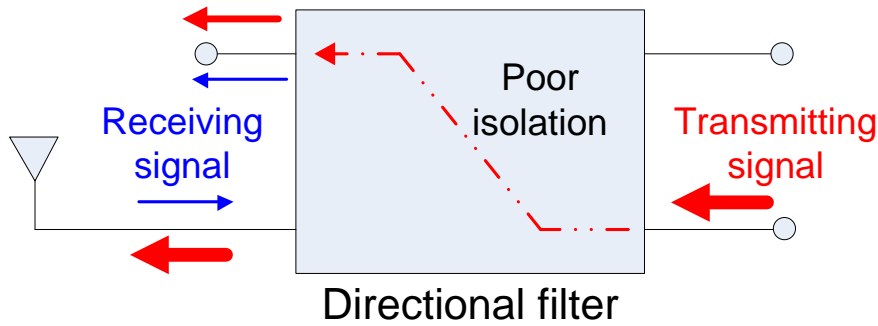 Poor
isolation
Receiving
signal
Transmitting
signal
Directional filter